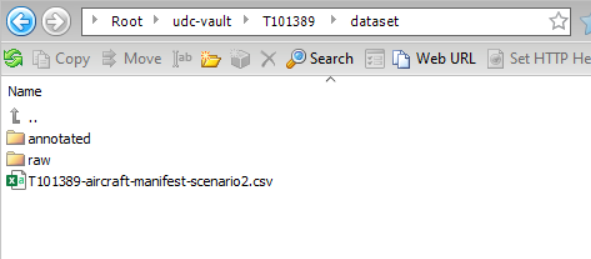 Root udc-vault T101389 dataset
Copy Move ab Search Web URL Set HTTP He
Name
..
annotated
raw
T101389-aircraft-manifest-scenario2.csv